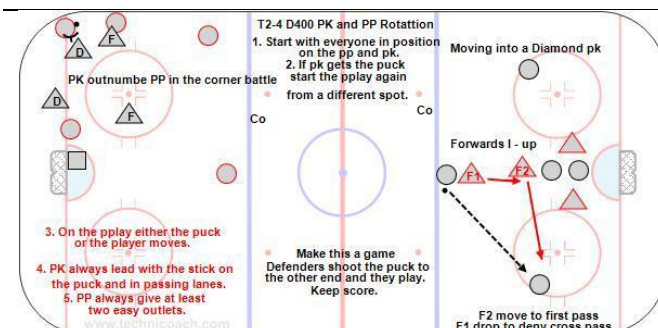 T2-4 D400 PK and PP Rotattion
1. Start with everyone in position
on the pp and pk.
2. If pk gets the puck
start the pplay again
from a different spot.
Moving into a Diamond pk
F
D
PK outnumbe PP in the corner battle
D
F
Co
Co
Forwards I - up
F1
F2
3. On the pplay either the puck
or the player moves.
4. PK always lead with the stick on
the puck and in passing lanes.
5. PP always give at least
two easy outlets.
Make this a game
Defenders shoot the puck to
the other end and they play.
Keep score.
F2 move to first pass
F1 drop to deny cross pass
www.technicoach.com